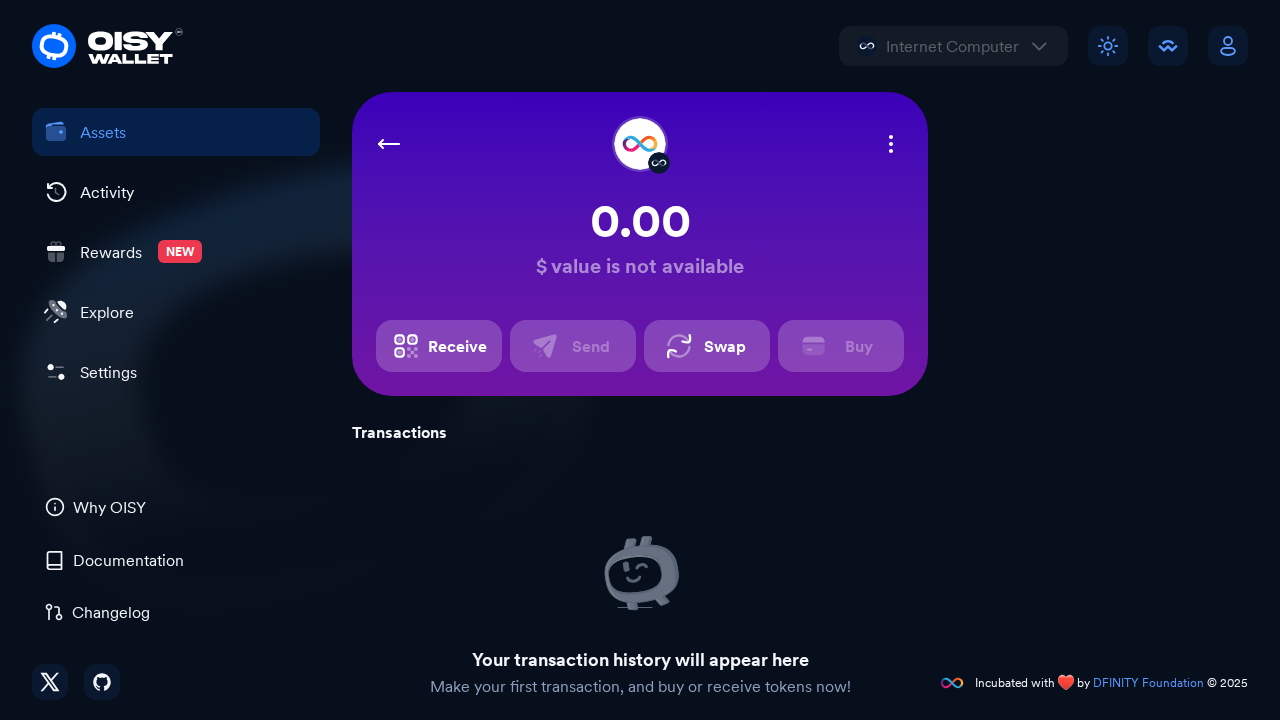 OISY
WALLET
Internet Computer
Assets
Activity
Rewards NEW
Explore
Settings
0.00
$ value is not available
Receive
Send
Swap
Buy
Transactions
Why OISY
Documentation
Changelog
Your transaction history will appear here
Make your first transaction, and buy or receive tokens now!
Incubated with ❤️ by DFINITY Foundation © 2025